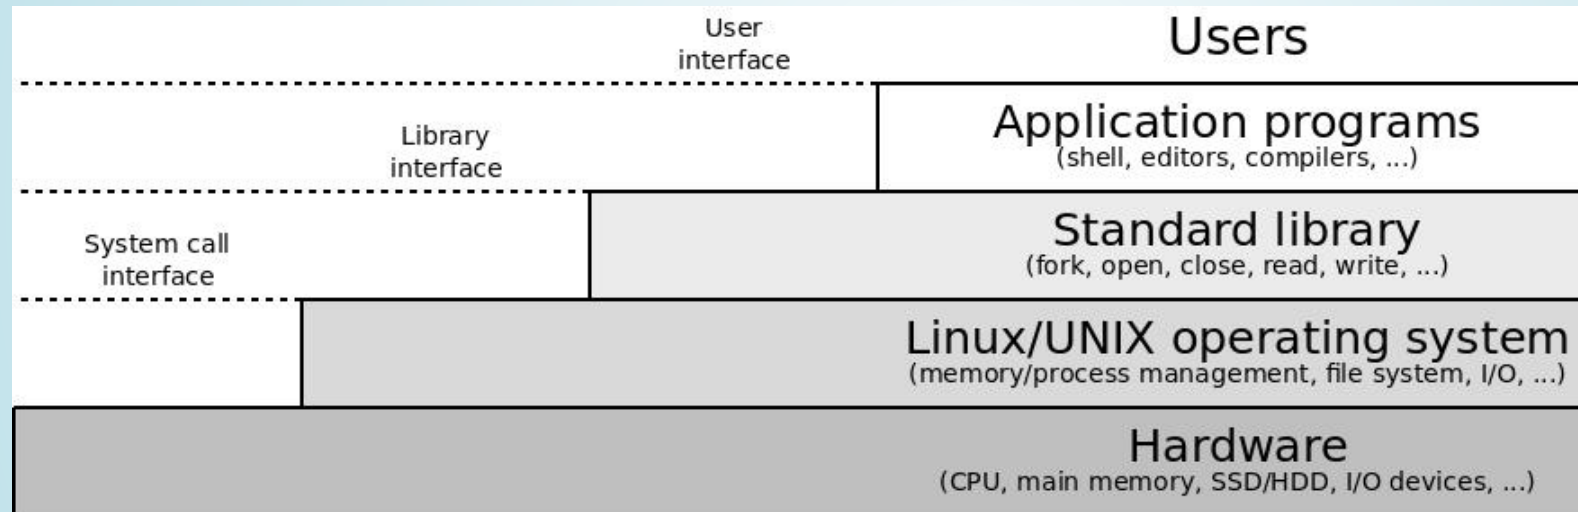 User
interface
Users
Library
interface
Application programs
(shell, editors, compilers, ...)
System call
interface
Standard library
(fork, open, close, read, write, ...)
Linux/UNIX operating system
(memory/process management, file system, I/O, ...)
Hardware
(CPU, main memory, SSD/HDD, I/O devices, ...)